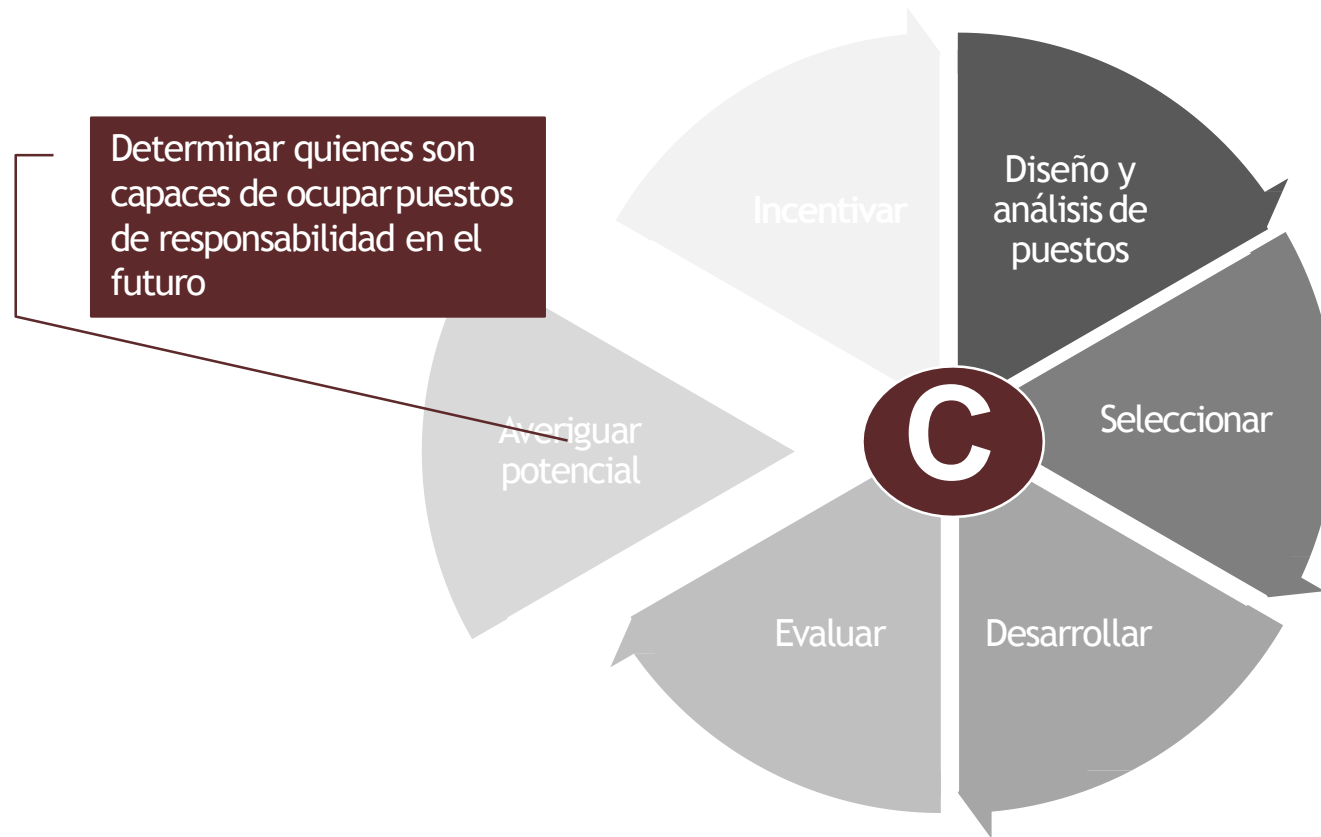 Determinar quienes son
capaces de ocupar puestos
de responsabilidad en el
futuro
Incentivar
Diseño y
análisis de
puestos
Seleccionar
C
Averiguar
potencial
Evaluar
Desarrollar